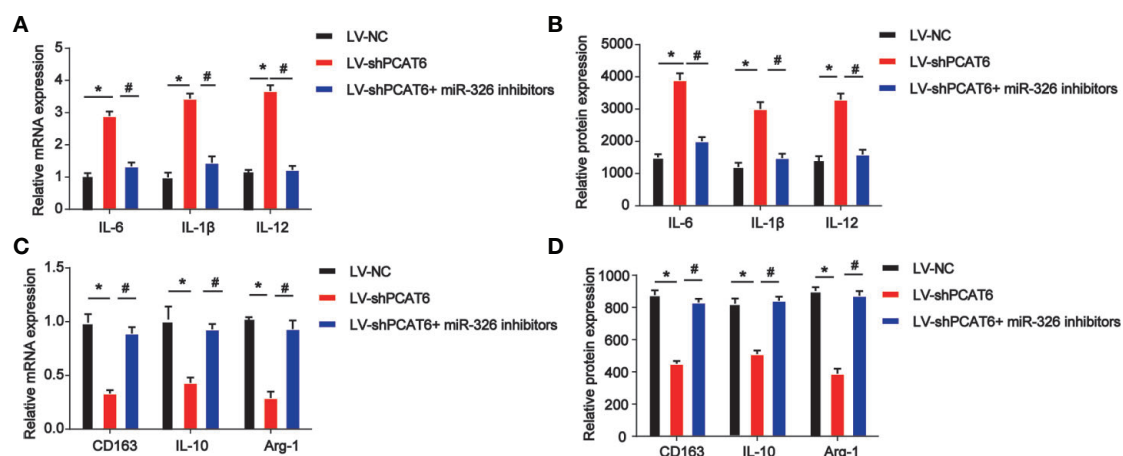 A
Relative mRNA expression
5
4
3
2
1
0
* # * # * #
IL-6 IL-1β IL-12
LV-NC
LV-shPCAT6
LV-shPCAT6+ miR-326 inhibitors
B
Relative protein expression
5000
4000
3000
2000
1000
0
* # * # * #
IL-6 IL-1β IL-12
LV-NC
LV-shPCAT6
LV-shPCAT6+ miR-326 inhibitors
C
Relative mRNA expression
1.5
1.0
0.5
0.0
* # * # * #
CD163 IL-10 Arg-1
LV-NC
LV-shPCAT6
LV-shPCAT6+ miR-326 inhibitors
D
Relative protein expression
1000
800
600
400
200
0
* # * # * #
CD163 IL-10 Arg-1
LV-NC
LV-shPCAT6
LV-shPCAT6+ miR-326 inhibitors